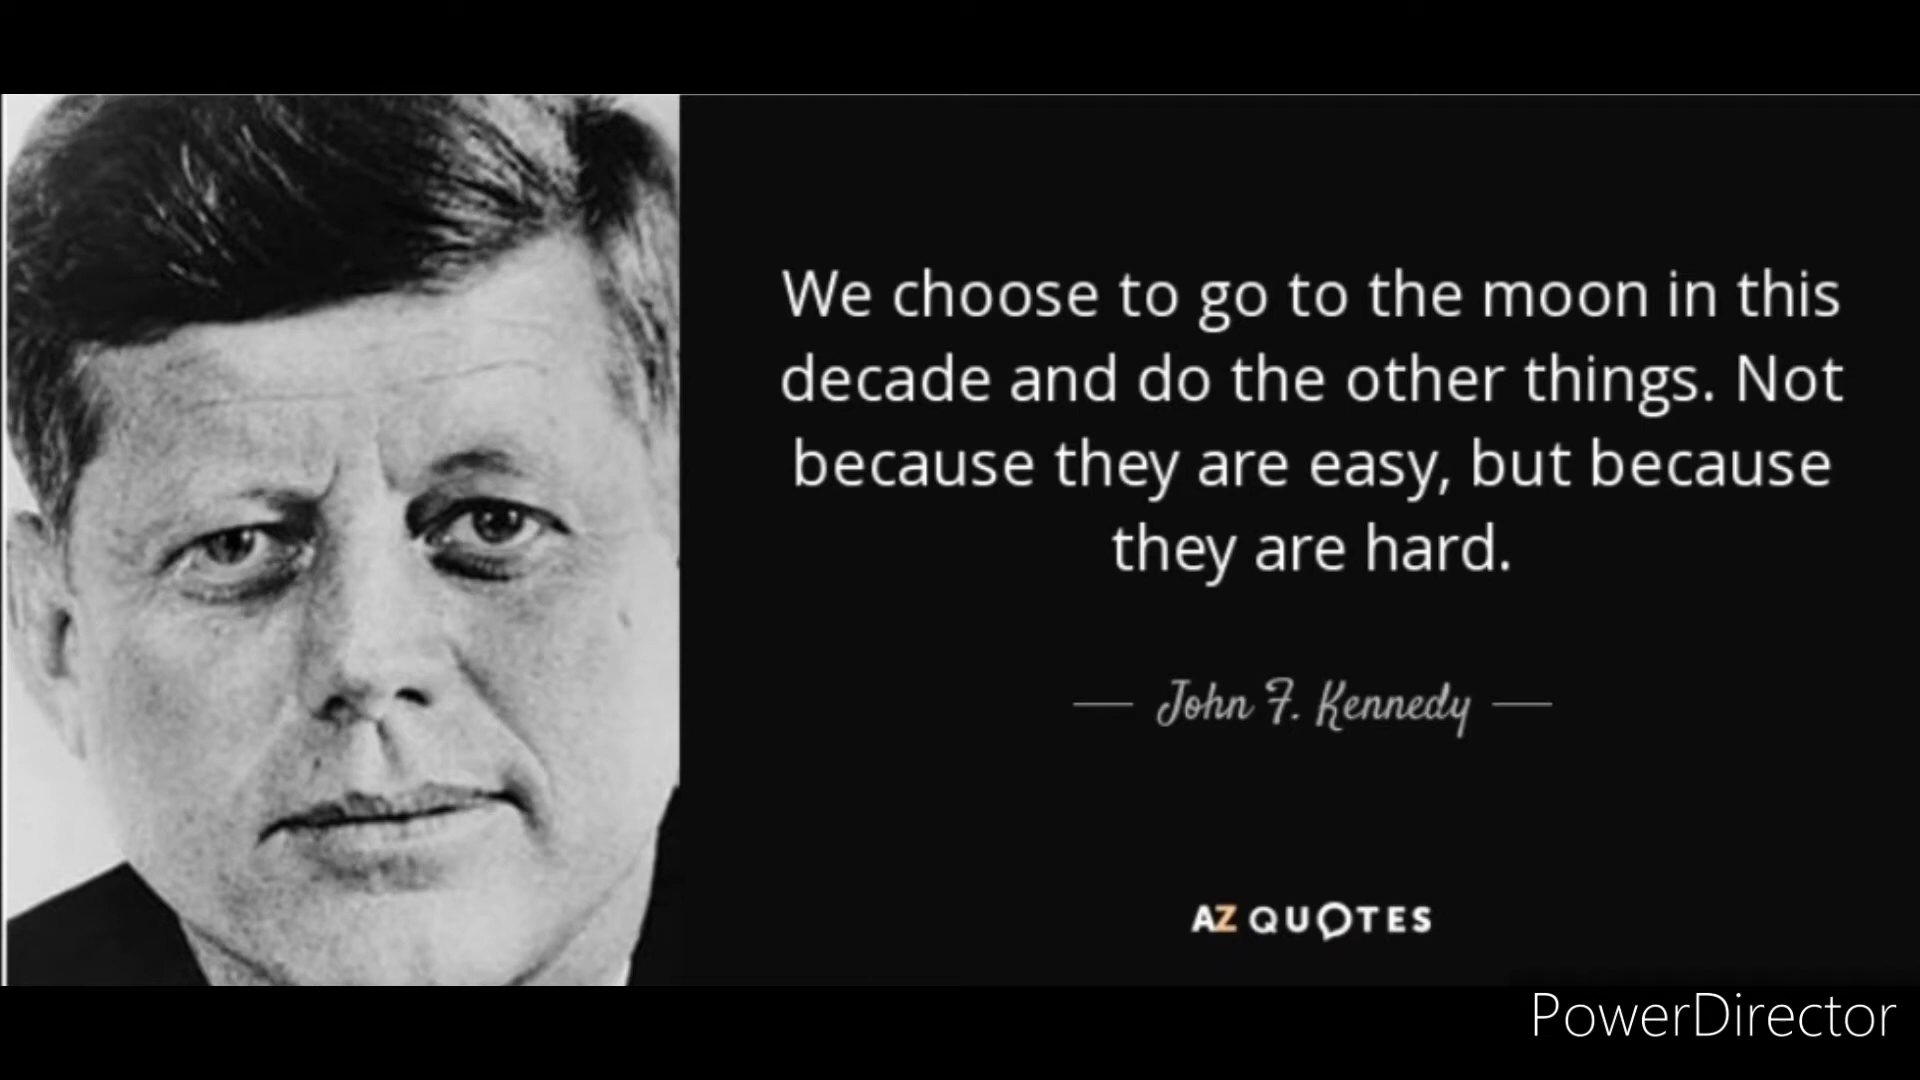 We choose to go to the moon in this
decade and do the other things. Not
because they are easy, but because
they are hard.
John F. Kennedy
AZ QUOTES
PowerDirector